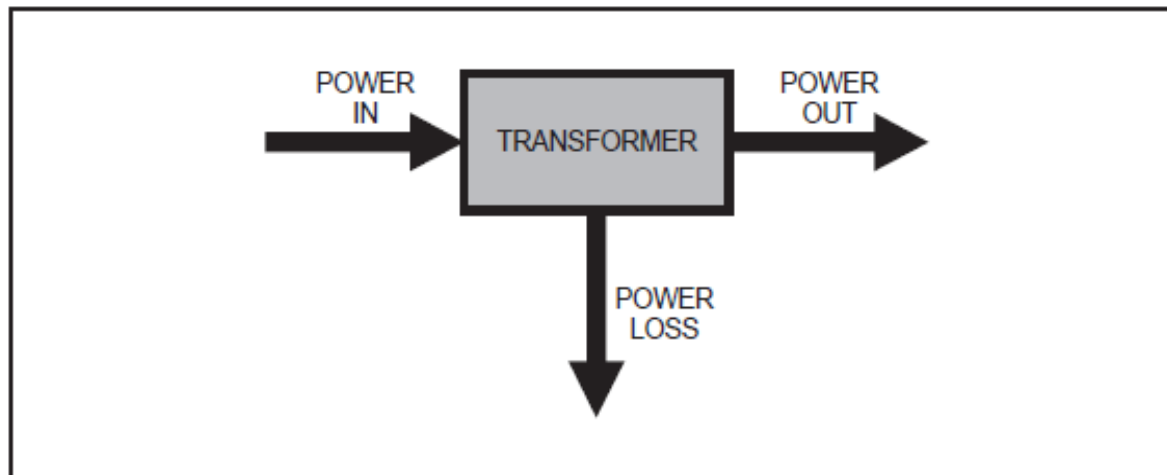 POWER
IN
TRANSFORMER
POWER
OUT
POWER
LOSS